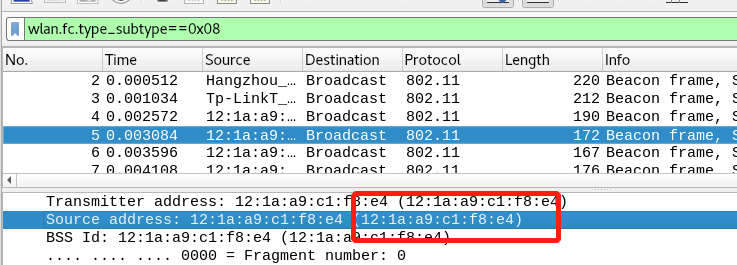 wlan.fc.type_subtype==0x08
No. Time Source Destination Protocol Length Info
2 0.000512 Hangzhou_… Broadcast 802.11 220 Beacon frame, S
3 0.001034 Tp-LinkT_… Broadcast 802.11 212 Beacon frame, S
4 0.002572 12:1a:a9:… Broadcast 802.11 190 Beacon frame, S
5 0.003084 12:1a:a9:… Broadcast 802.11 172 Beacon frame, S
6 0.003596 12:1a:a9:… Broadcast 802.11 167 Beacon frame, S
7 0.004108 12:1a:a9:… Broadcast 802.11 176 Beacon frame, S
Transmitter address: 12:1a:a9:c1:f8:e4 (12:1a:a9:c1:f8:e4)
Source address: 12:1a:a9:c1:f8:e4 (12:1a:a9:c1:f8:e4)
BSS Id: 12:1a:a9:c1:f8:e4 (12:1a:a9:c1:f8:e4)
.... .... .... 0000 = Fragment number: 0